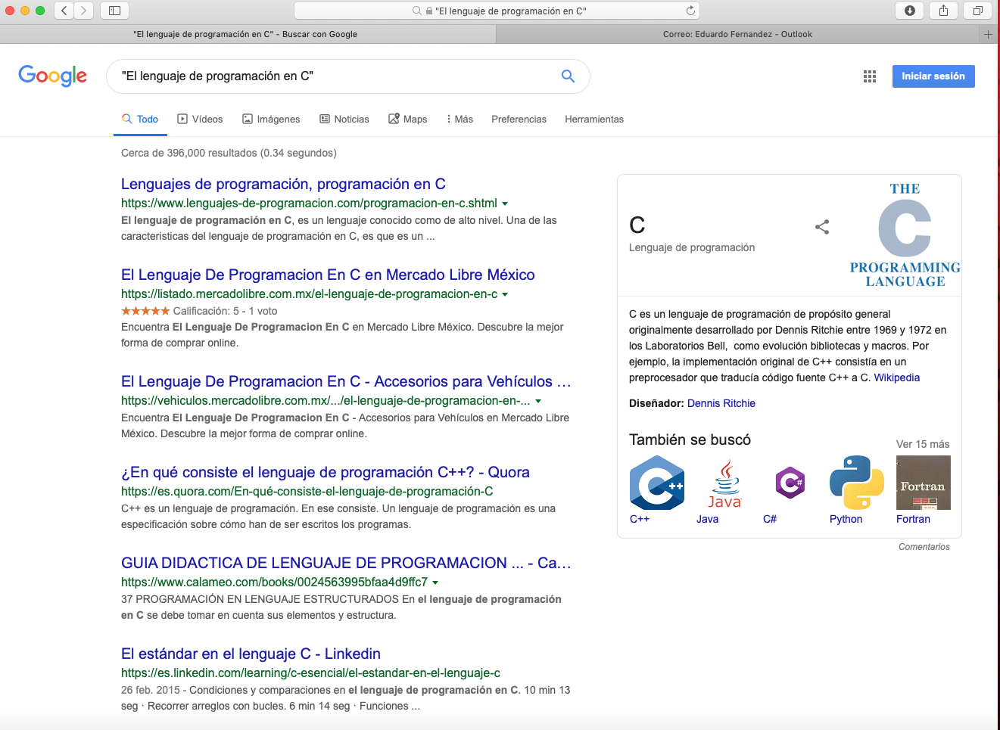 "El lenguaje de programación en C"
"El lenguaje de programación en C" - Buscar con Google
Correo: Eduardo Fernandez - Outlook
Google
"El lenguaje de programación en C"
Iniciar sesión
Todo
Vídeos
Imágenes
Noticias
Maps
Más
Preferencias
Herramientas
Cerca de 396,000 resultados (0.34 segundos)
Lenguajes de programación, programación en C
https://www.lenguajes-de-programacion.com/programacion-en-c.shtml
El lenguaje de programación en C, es un lenguaje conocido como de alto nivel. Una de las
caracteristicas del lenguaje de programación en C, es que es un ...
El Lenguaje De Programacion En C en Mercado Libre México
https://listado.mercadolibre.com.mx/el-lenguaje-de-programacion-en-c
Calificación: 5 - 1 voto
Encuentra El Lenguaje De Programacion En C en Mercado Libre México. Descubre la mejor
forma de comprar online.
El Lenguaje De Programacion En C - Accesorios para Vehículos ...
https://vehiculos.mercadolibre.com.mx/.../el-lenguaje-de-programacion-en-...
Encuentra El Lenguaje De Programacion En C - Accesorios para Vehículos en Mercado Libre
México. Descubre la mejor forma de comprar online.
¿En qué consiste el lenguaje de programación C++? - Quora
https://es.quora.com/En-qué-consiste-el-lenguaje-de-programación-C
C++ es un lenguaje de programación. En ese consiste. Un lenguaje de programación es una
especificación sobre cómo han de ser escritos los programas.
GUIA DIDACTICA DE LENGUAJE DE PROGRAMACION ... - Ca...
https://www.calameo.com/books/0024563995bfaa4d9ffc7
37 PROGRAMACIÓN EN LENGUAJE ESTRUCTURADOS En el lenguaje de programación
en C se debe tomar en cuenta sus elementos y estructura.
El estándar en el lenguaje C - Linkedin
https://es.linkedin.com/learning/c-esencial/el-estandar-en-el-lenguaje-c
26 feb. 2015 - Condiciones y comparaciones en el lenguaje de programación en C. 10 min 13
seg · Recorrer arreglos con bucles. 6 min 14 seg · Funciones ...
C
Lenguaje de programación
THE
C
PROGRAMMING
LANGUAGE
C es un lenguaje de programación de propósito general
originalmente desarrollado por Dennis Ritchie entre 1969 y 1972 en
los Laboratorios Bell, como evolución bibliotecas y macros. Por
ejemplo, la implementación original de C++ consistía en un
preprocesador que traducía código fuente C++ a C. Wikipedia
Diseñador: Dennis Ritchie
También se buscó
Ver 15 más
C++
Java
C#
Fortran
C++
Java
C#
Python
Fortran
Comentarios